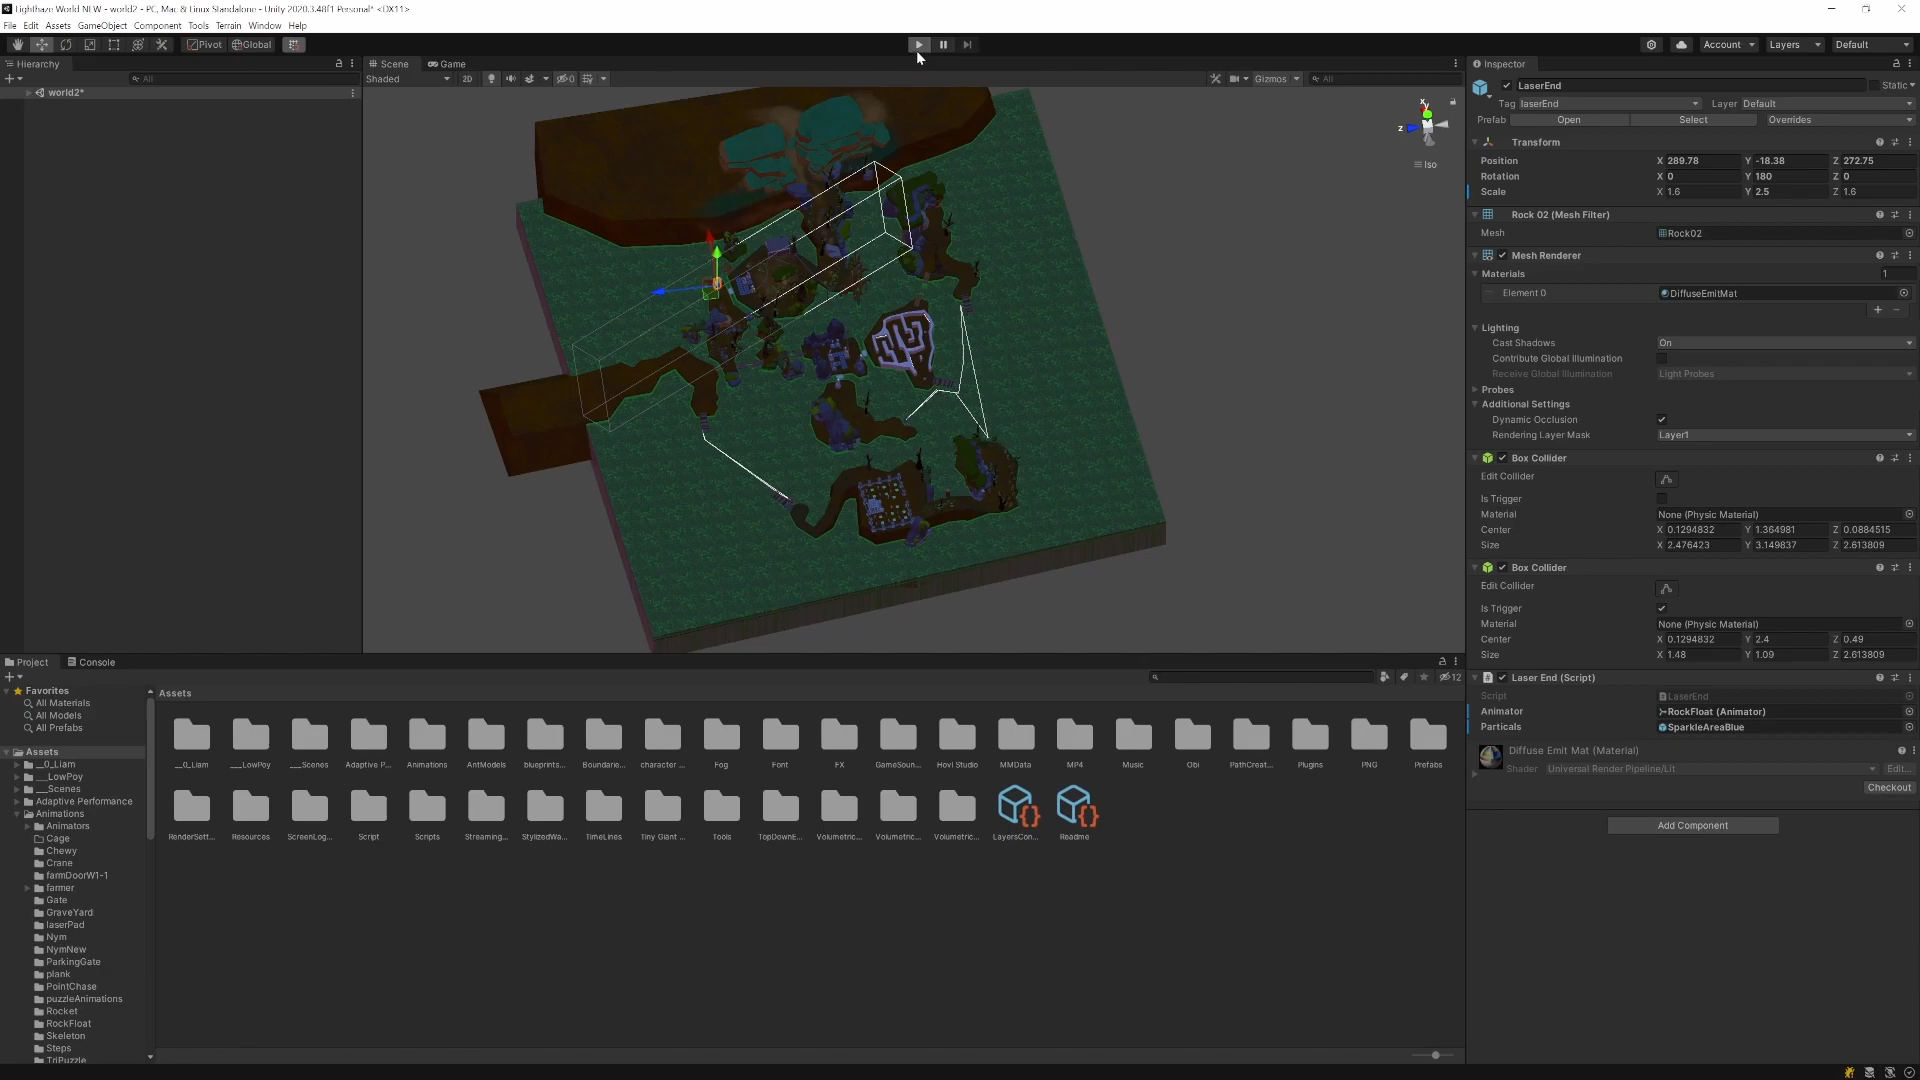 Lighthaze World NEW - world2 - PC, Mac & Linux Standalone - Unity 2020.3.48f1 Personal* <DX11>
File Edit Assets GameObject Component Tools Terrain Window Help
Pivot Global Account Layers Default
Hierarchy Scene Game Inspector
All Shaded 2D 0 Gizmos All
world2*
LaserEnd Static
Tag laserEnd Layer Default
Prefab Open Select Overrides
x y z
Iso
Transform
Position X 289.78 Y -18.38 Z 272.75
Rotation X 0 Y 180 Z 0
Scale X 1.6 Y 2.5 Z 1.6
Rock 02 (Mesh Filter)
Mesh Rock02
Mesh Renderer
Materials 1
Element 0 DiffuseEmitMat
Lighting
Cast Shadows On
Contribute Global Illumination
Receive Global Illumination Light Probes
Probes
Additional Settings
Dynamic Occlusion
Rendering Layer Mask Layer1
Box Collider
Edit Collider
Is Trigger
Material None (Physic Material)
Center X 0.1294832 Y 1.364981 Z 0.0884515
Size X 2.476423 Y 3.149837 Z 2.613809
Box Collider
Edit Collider
Is Trigger
Material None (Physic Material)
Center X 0.1294832 Y 2.4 Z 0.49
Size X 1.48 Y 1.09 Z 2.613809
Laser End (Script)
Script LaserEnd
Animator RockFloat (Animator)
Particals SparkleAreaBlue
Diffuse Emit Mat (Material)
Shader Universal Render Pipeline/Lit Edit...
Checkout
Add Component
Project Console
12
Favorites
All Materials
All Models
All Prefabs
Assets
__0_Liam
___LowPoy
___Scenes
Adaptive Performance
Animations
Animators
Cage
Chewy
Crane
farmDoorW1-1
farmer
Gate
GraveYard
laserPad
Nym
NymNew
ParkingGate
plank
PointChase
puzzleAnimations
Rocket
RockFloat
Skeleton
Steps
TriPuzzle
Assets
__0_Liam ___LowPoy ___Scenes Adaptive P... Animations AntModels blueprints... Boundarie... character ... Fog Font FX GameSoun... Hovl Studio MMData MP4 Music Obi PathCreat... Plugins PNG Prefabs
RenderSett... Resources ScreenLog... Script Scripts Streaming... StylizedWa... TimeLines Tiny Giant ... Tools TopDownE... Volumetric... Volumetric... Volumetric... LayersCon... Readme